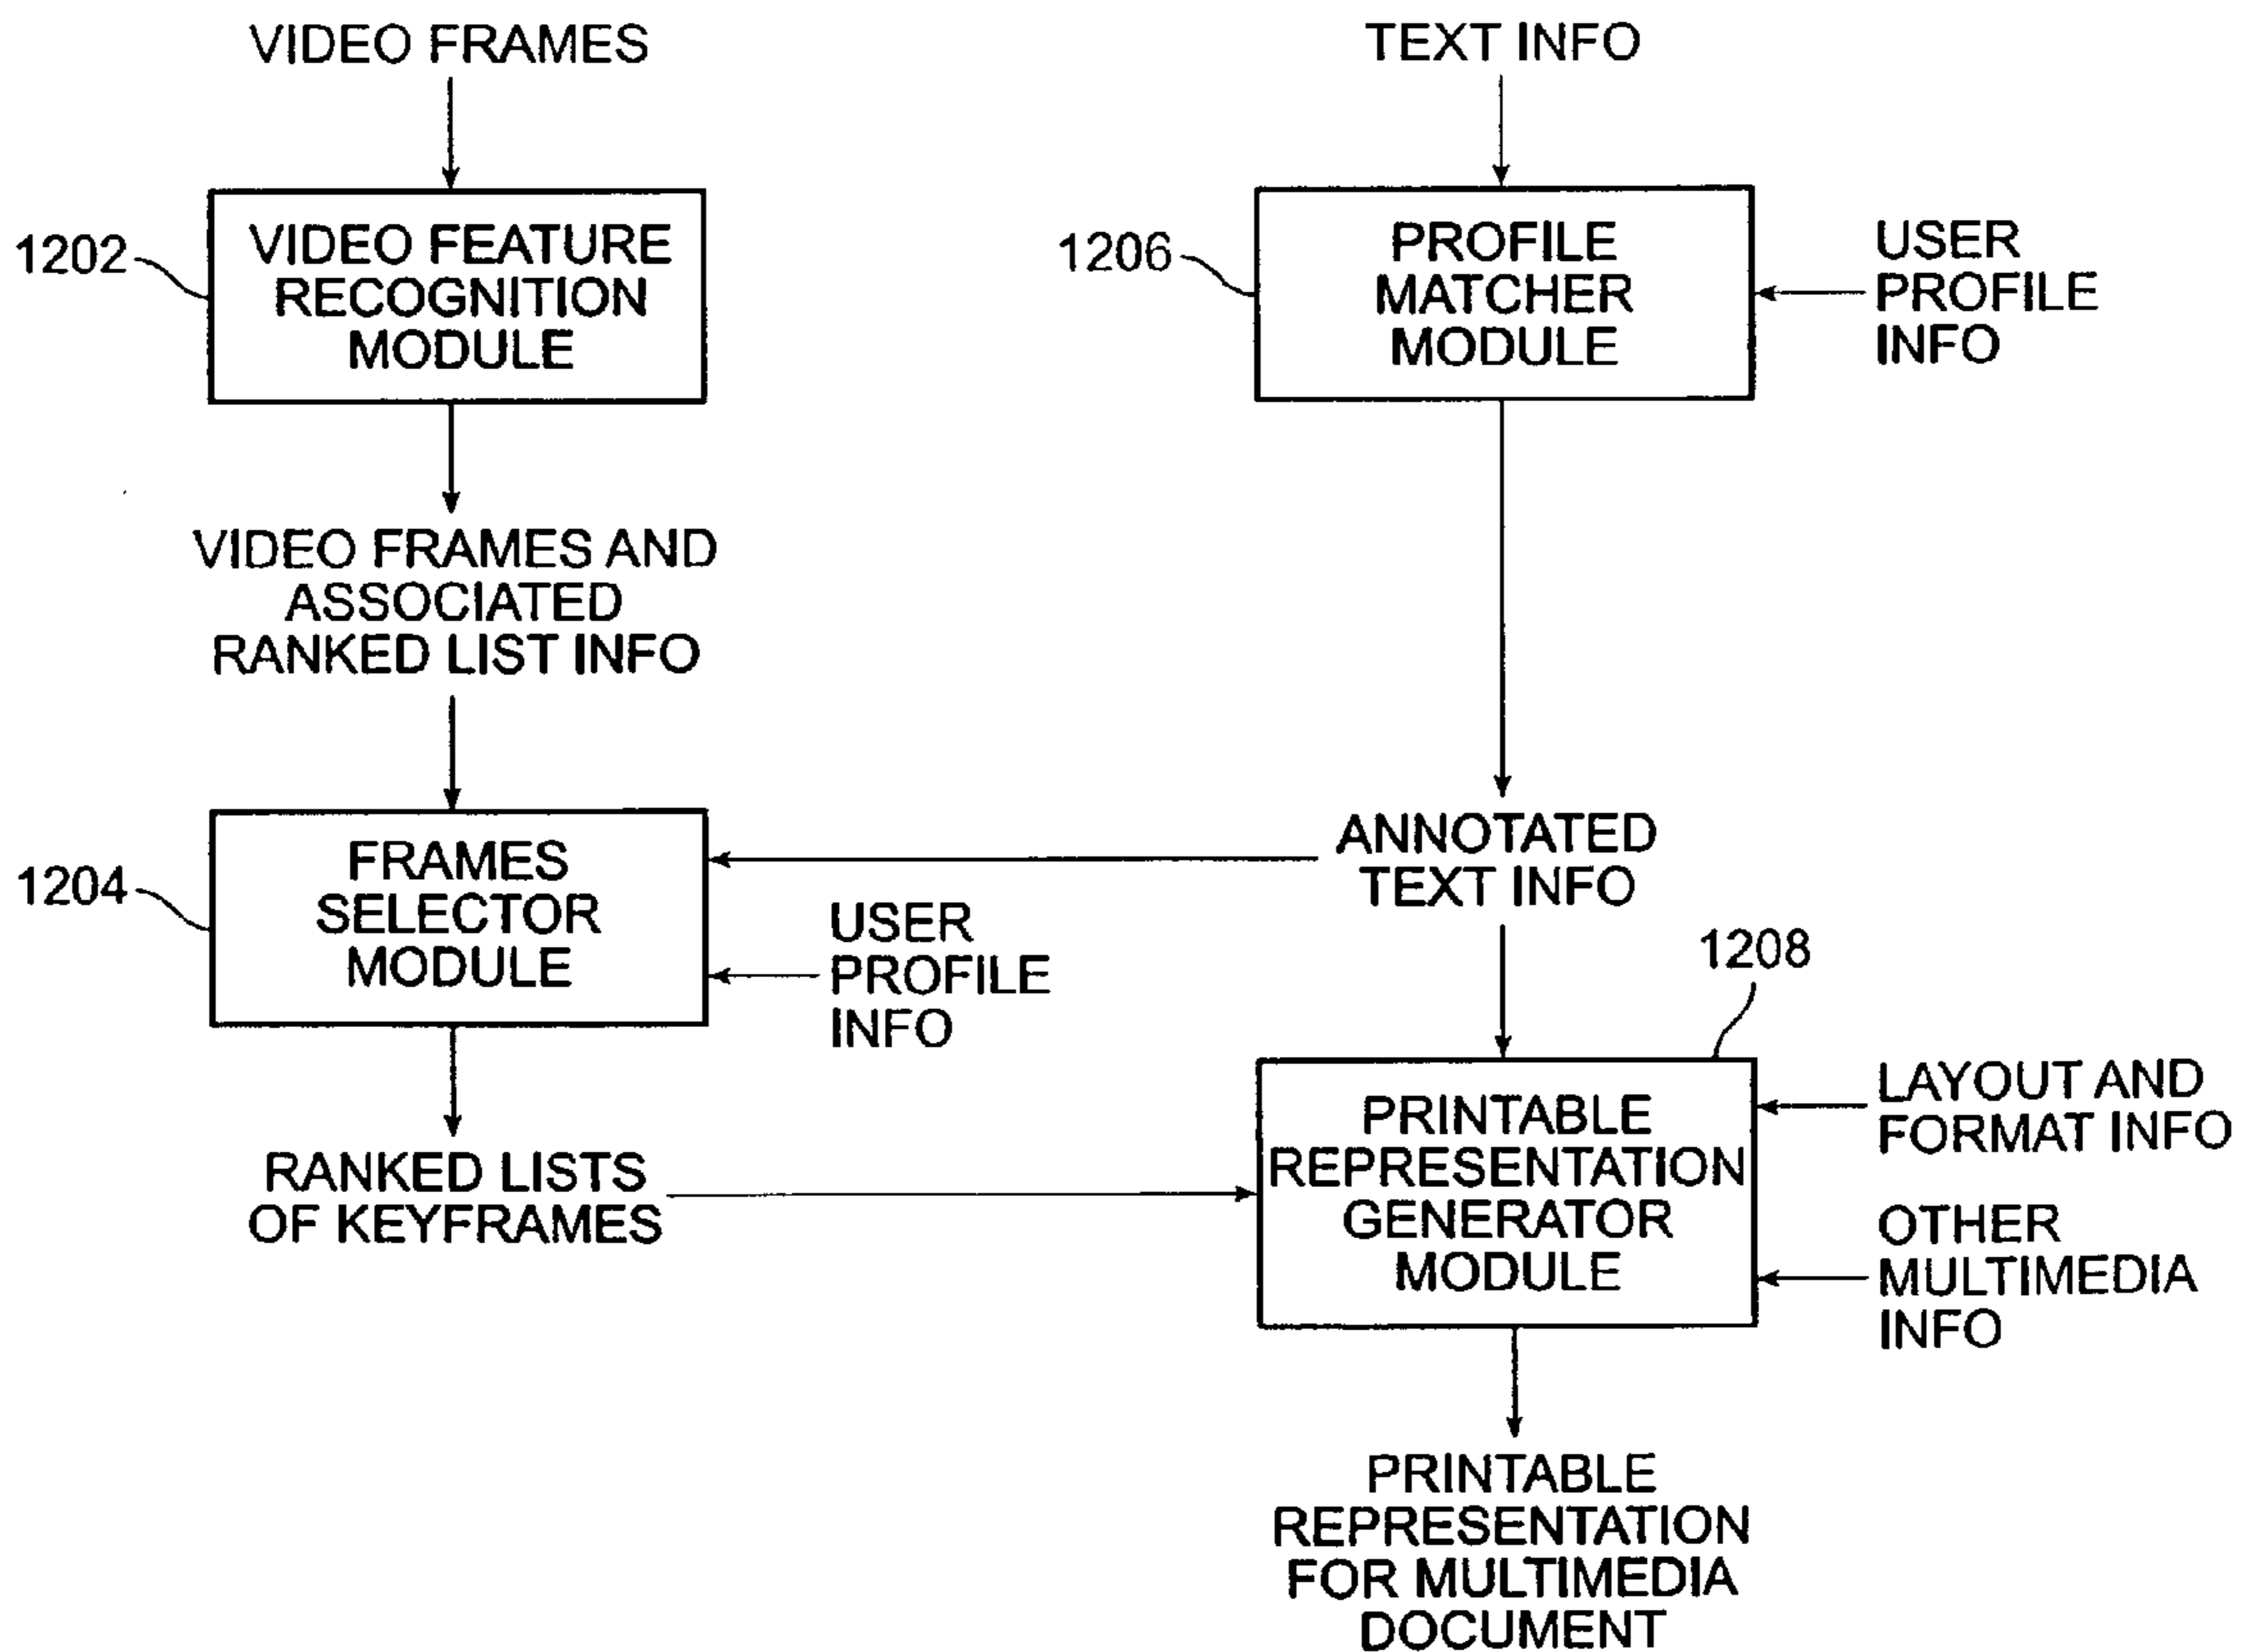 VIDEO FRAMES
TEXT INFO
1202
VIDEO FEATURE
RECOGNITION
MODULE
1206
PROFILE
MATCHER
MODULE
USER
PROFILE
INFO
VIDEO FRAMES AND
ASSOCIATED
RANKED LIST INFO
1204
FRAMES
SELECTOR
MODULE
USER
PROFILE
INFO
ANNOTATED
TEXT INFO
1208
RANKED LISTS
OF KEYFRAMES
PRINTABLE
REPRESENTATION
GENERATOR
MODULE
LAYOUT AND
FORMAT INFO
OTHER
MULTIMEDIA
INFO
PRINTABLE
REPRESENTATION
FOR MULTIMEDIA
DOCUMENT